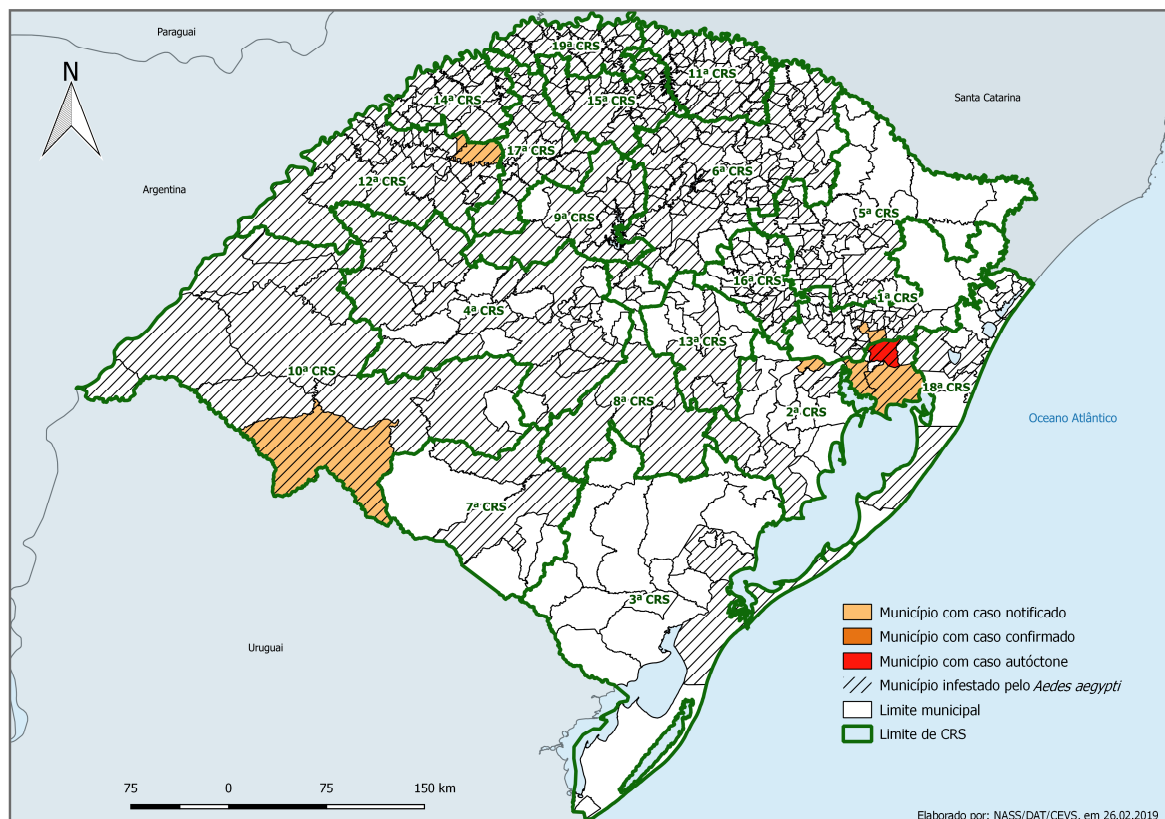 Paraguai
N
19ª CRS
11ª CRS
14ª CRS
15ª CRS
Santa Catarina
17ª CRS
6ª CRS
12ª CRS
Argentina
9ª CRS
5ª CRS
16ª CRS
1ª CRS
4ª CRS
13ª CRS
10ª CRS
18ª CRS
8ª CRS
2ª CRS
Oceano Atlântico
7ª CRS
3ª CRS
Uruguai
Município com caso notificado
Município com caso confirmado
Município com caso autóctone
Município infestado pelo Aedes aegypti
Limite municipal
Limite de CRS
75 0 75 150 km
Elaborado por: NASS/DAT/CEVS, em 26.02.2019